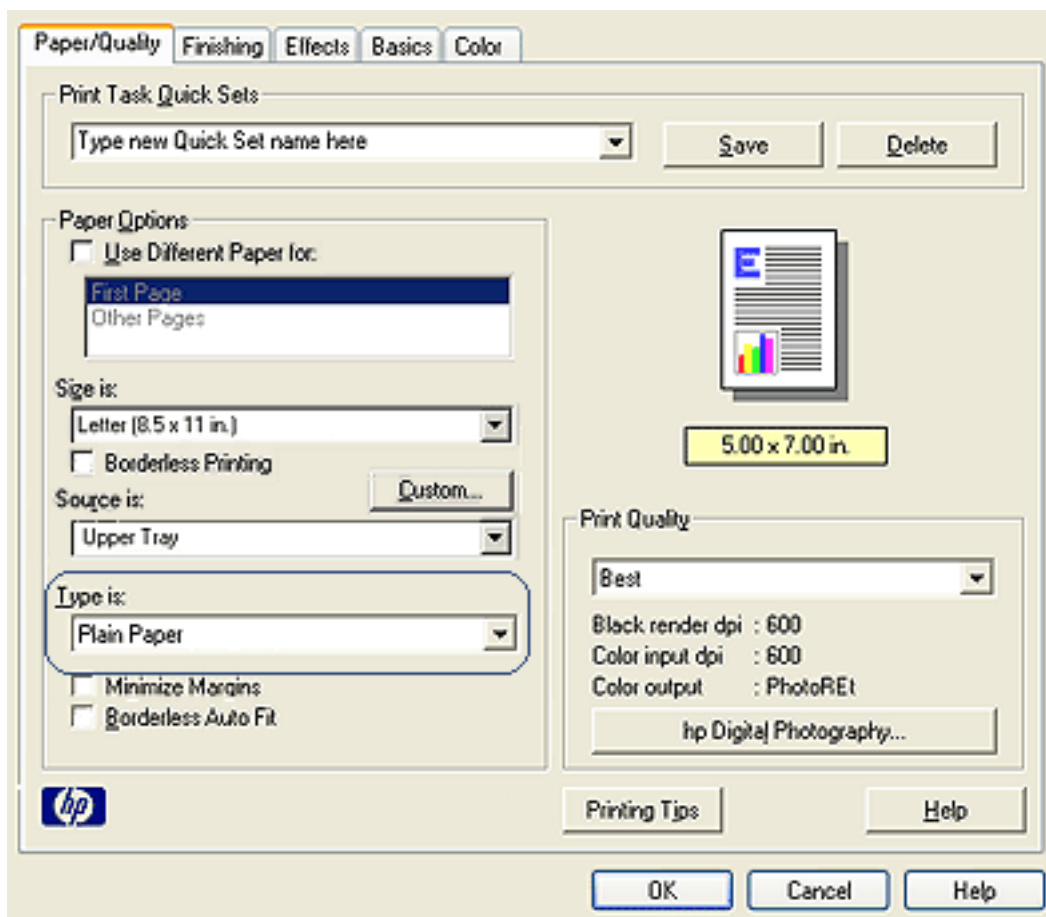 Paper/Quality Finishing Effects Basics Color
Print Task Quick Sets
Type new Quick Set name here Save Delete
Paper Options
Use Different Paper for:
First Page
Other Pages
Size is:
Letter (8.5 x 11 in.)
Borderless Printing
Custom...
Source is:
Upper Tray
Type is:
Plain Paper
Minimize Margins
Borderless Auto Fit
E
5.00 x 7.00 in.
Print Quality
Best
Black render dpi : 600
Color input dpi : 600
Color output : PhotoREt
hp Digital Photography...
hp
Printing Tips Help
OK Cancel Help